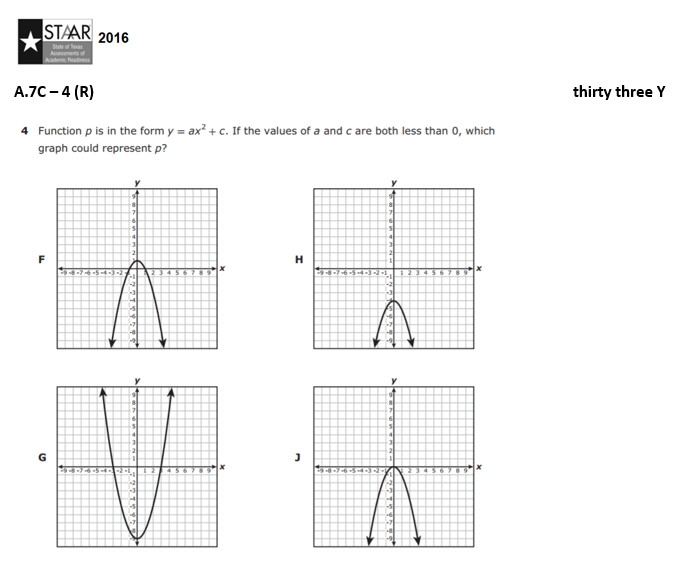 STAAR
State of Texas
Assessments of
Academic Readiness
2016
A.7C – 4 (R)
thirty three Y
4 Function p is in the form y = ax² + c. If the values of a and c are both less than 0, which
graph could represent p?
F
y
x
H
y
x
G
y
x
J
y
x